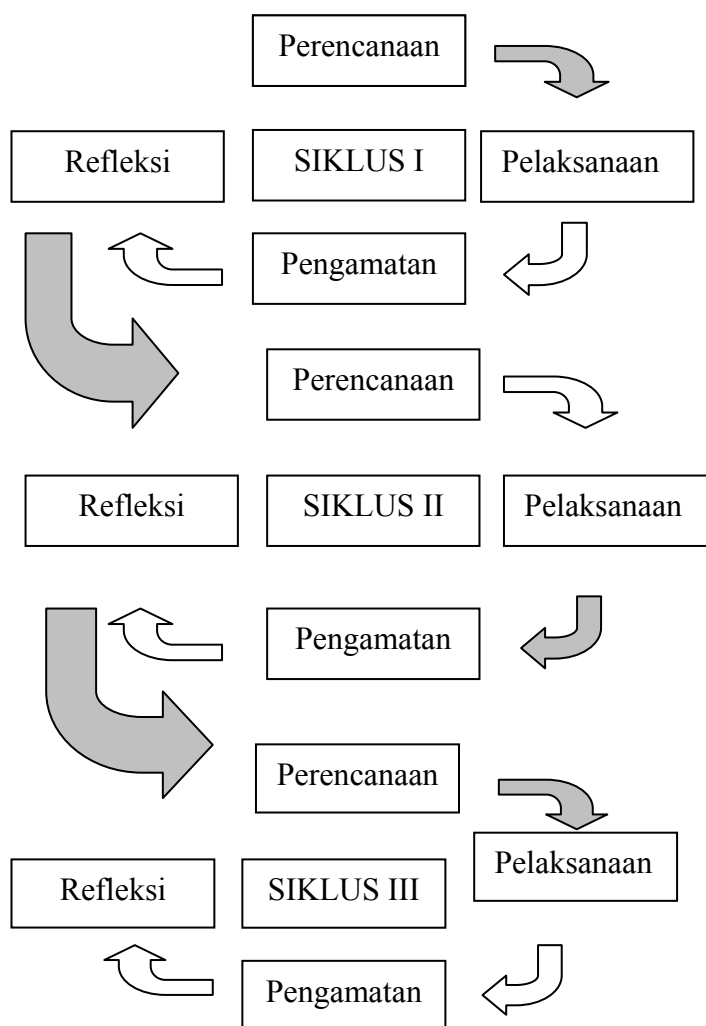 Perencanaan
Refleksi
SIKLUS I
Pelaksanaan
Pengamatan
Perencanaan
Refleksi
SIKLUS II
Pelaksanaan
Pengamatan
Perencanaan
Pelaksanaan
Refleksi
SIKLUS III
Pengamatan